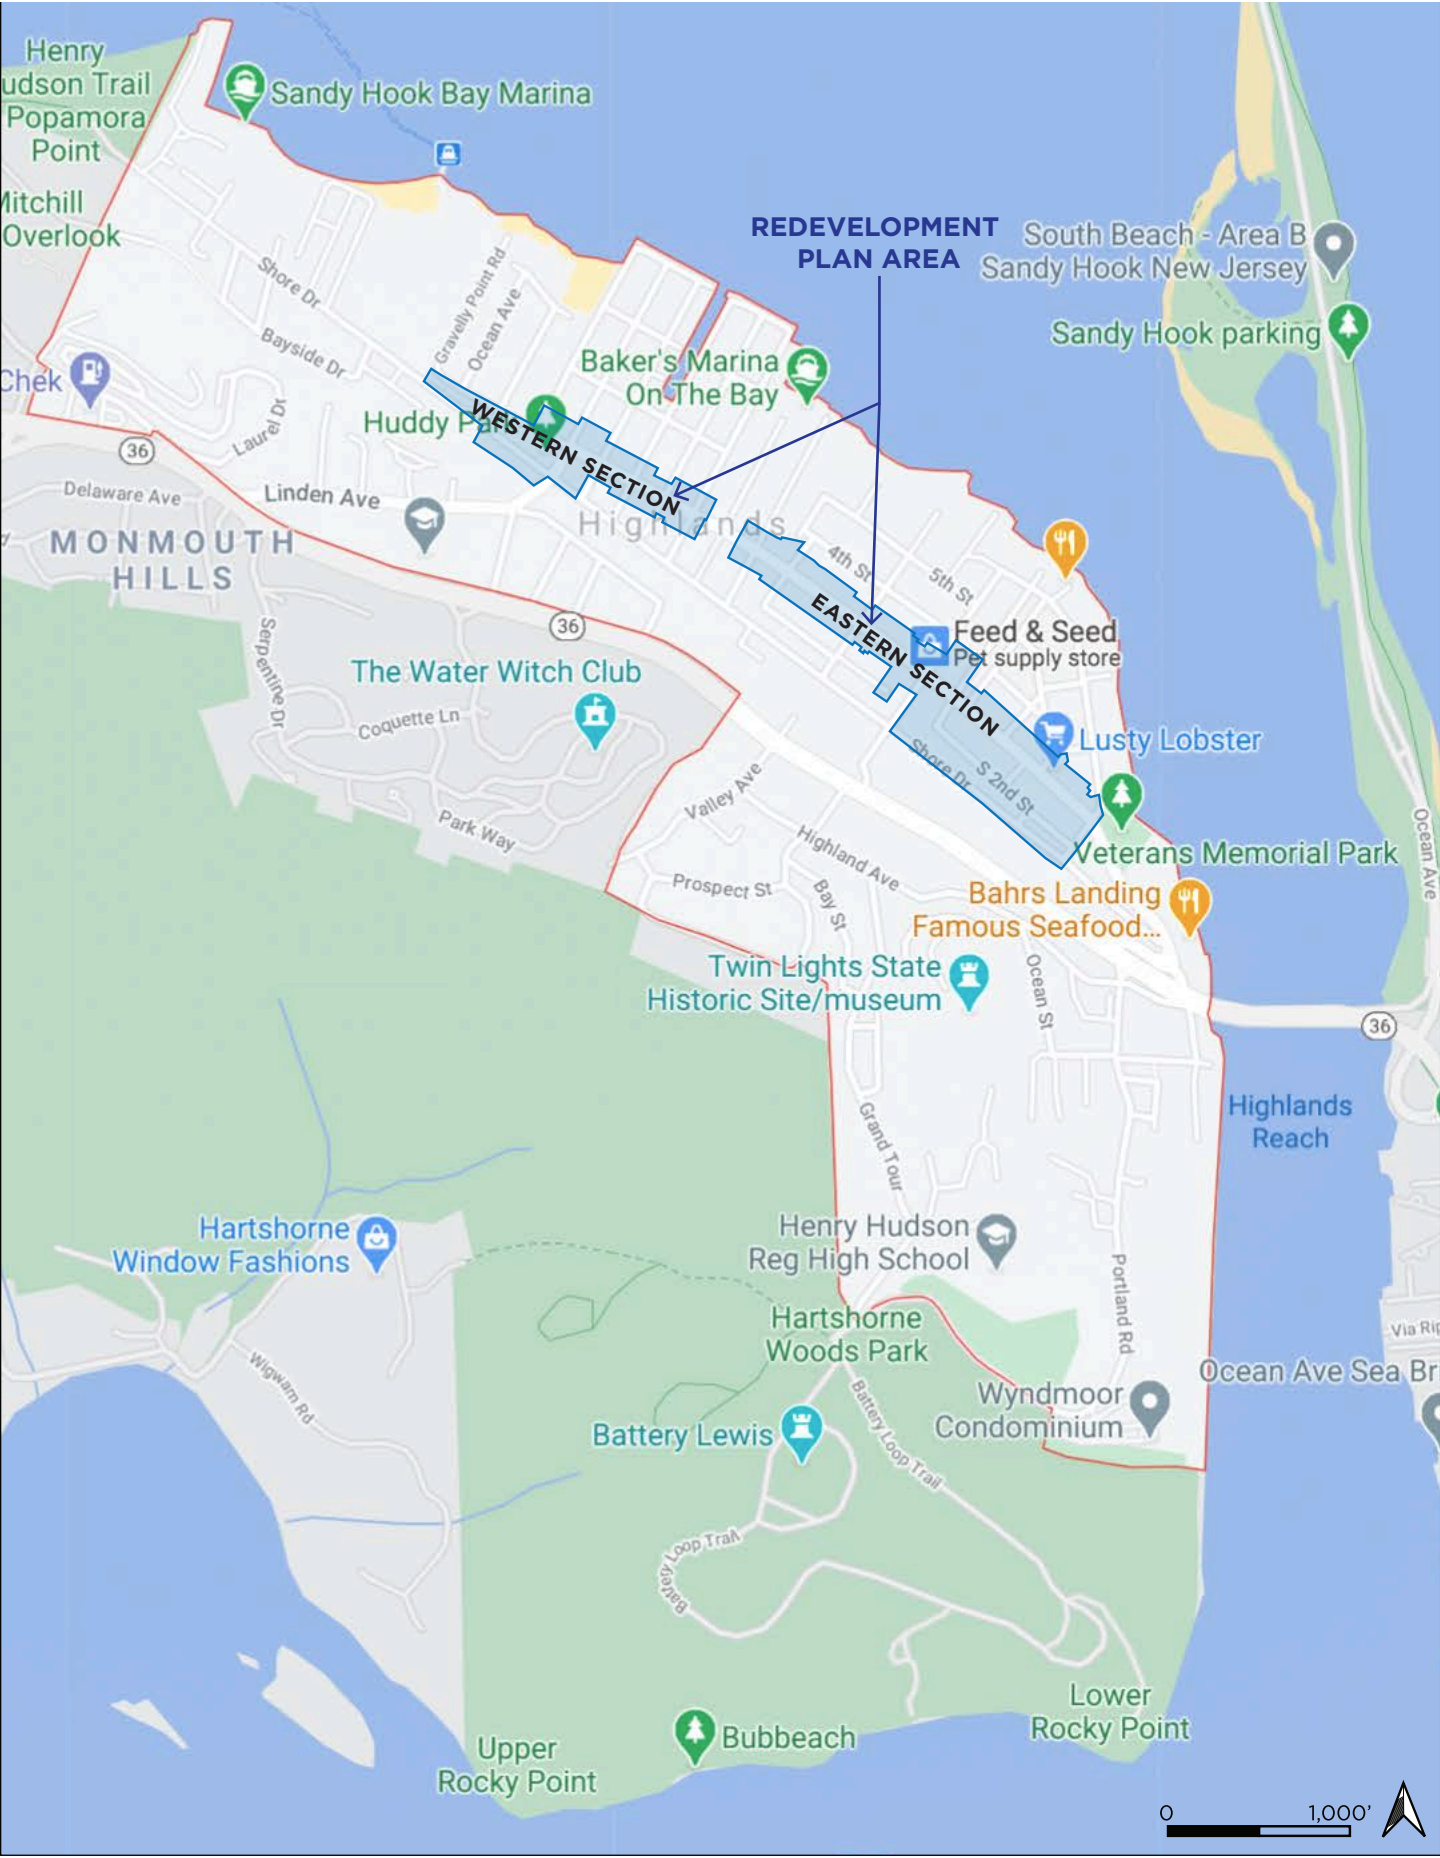 Henry
udson Trail
Popamora
Point
Sandy Hook Bay Marina
Mitchill
Overlook
REDEVELOPMENT
PLAN AREA
South Beach - Area B
Sandy Hook New Jersey
Sandy Hook parking
Shore Dr
Gravelly Point Rd
Ocean Ave
Bayside Dr
Baker's Marina
On The Bay
Chek
Huddy Par
WESTERN SECTION
Laurel Dr
36
Delaware Ave
Linden Ave
Highlands
MONMOUTH
HILLS
4th St
5th St
EASTERN SECTION
Feed & Seed
Pet supply store
36
Serpentine Dr
The Water Witch Club
Coquette Ln
Park Way
Lusty Lobster
Shore Dr
S 2nd St
Valley Ave
Highland Ave
Veterans Memorial Park
Ocean Ave
Prospect St
Bay St
Bahrs Landing
Famous Seafood...
Twin Lights State
Historic Site/museum
Ocean St
36
Highlands
Reach
Grand Tour
Henry Hudson
Reg High School
Hartshorne
Window Fashions
Portland Rd
Hartshorne
Woods Park
Via Rip
Ocean Ave Sea Br
Wigwam Rd
Wyndmoor
Condominium
Battery Lewis
Battery Loop Trail
Battery Loop Trail
Lower
Rocky Point
Bubbeach
Upper
Rocky Point
0 1,000'